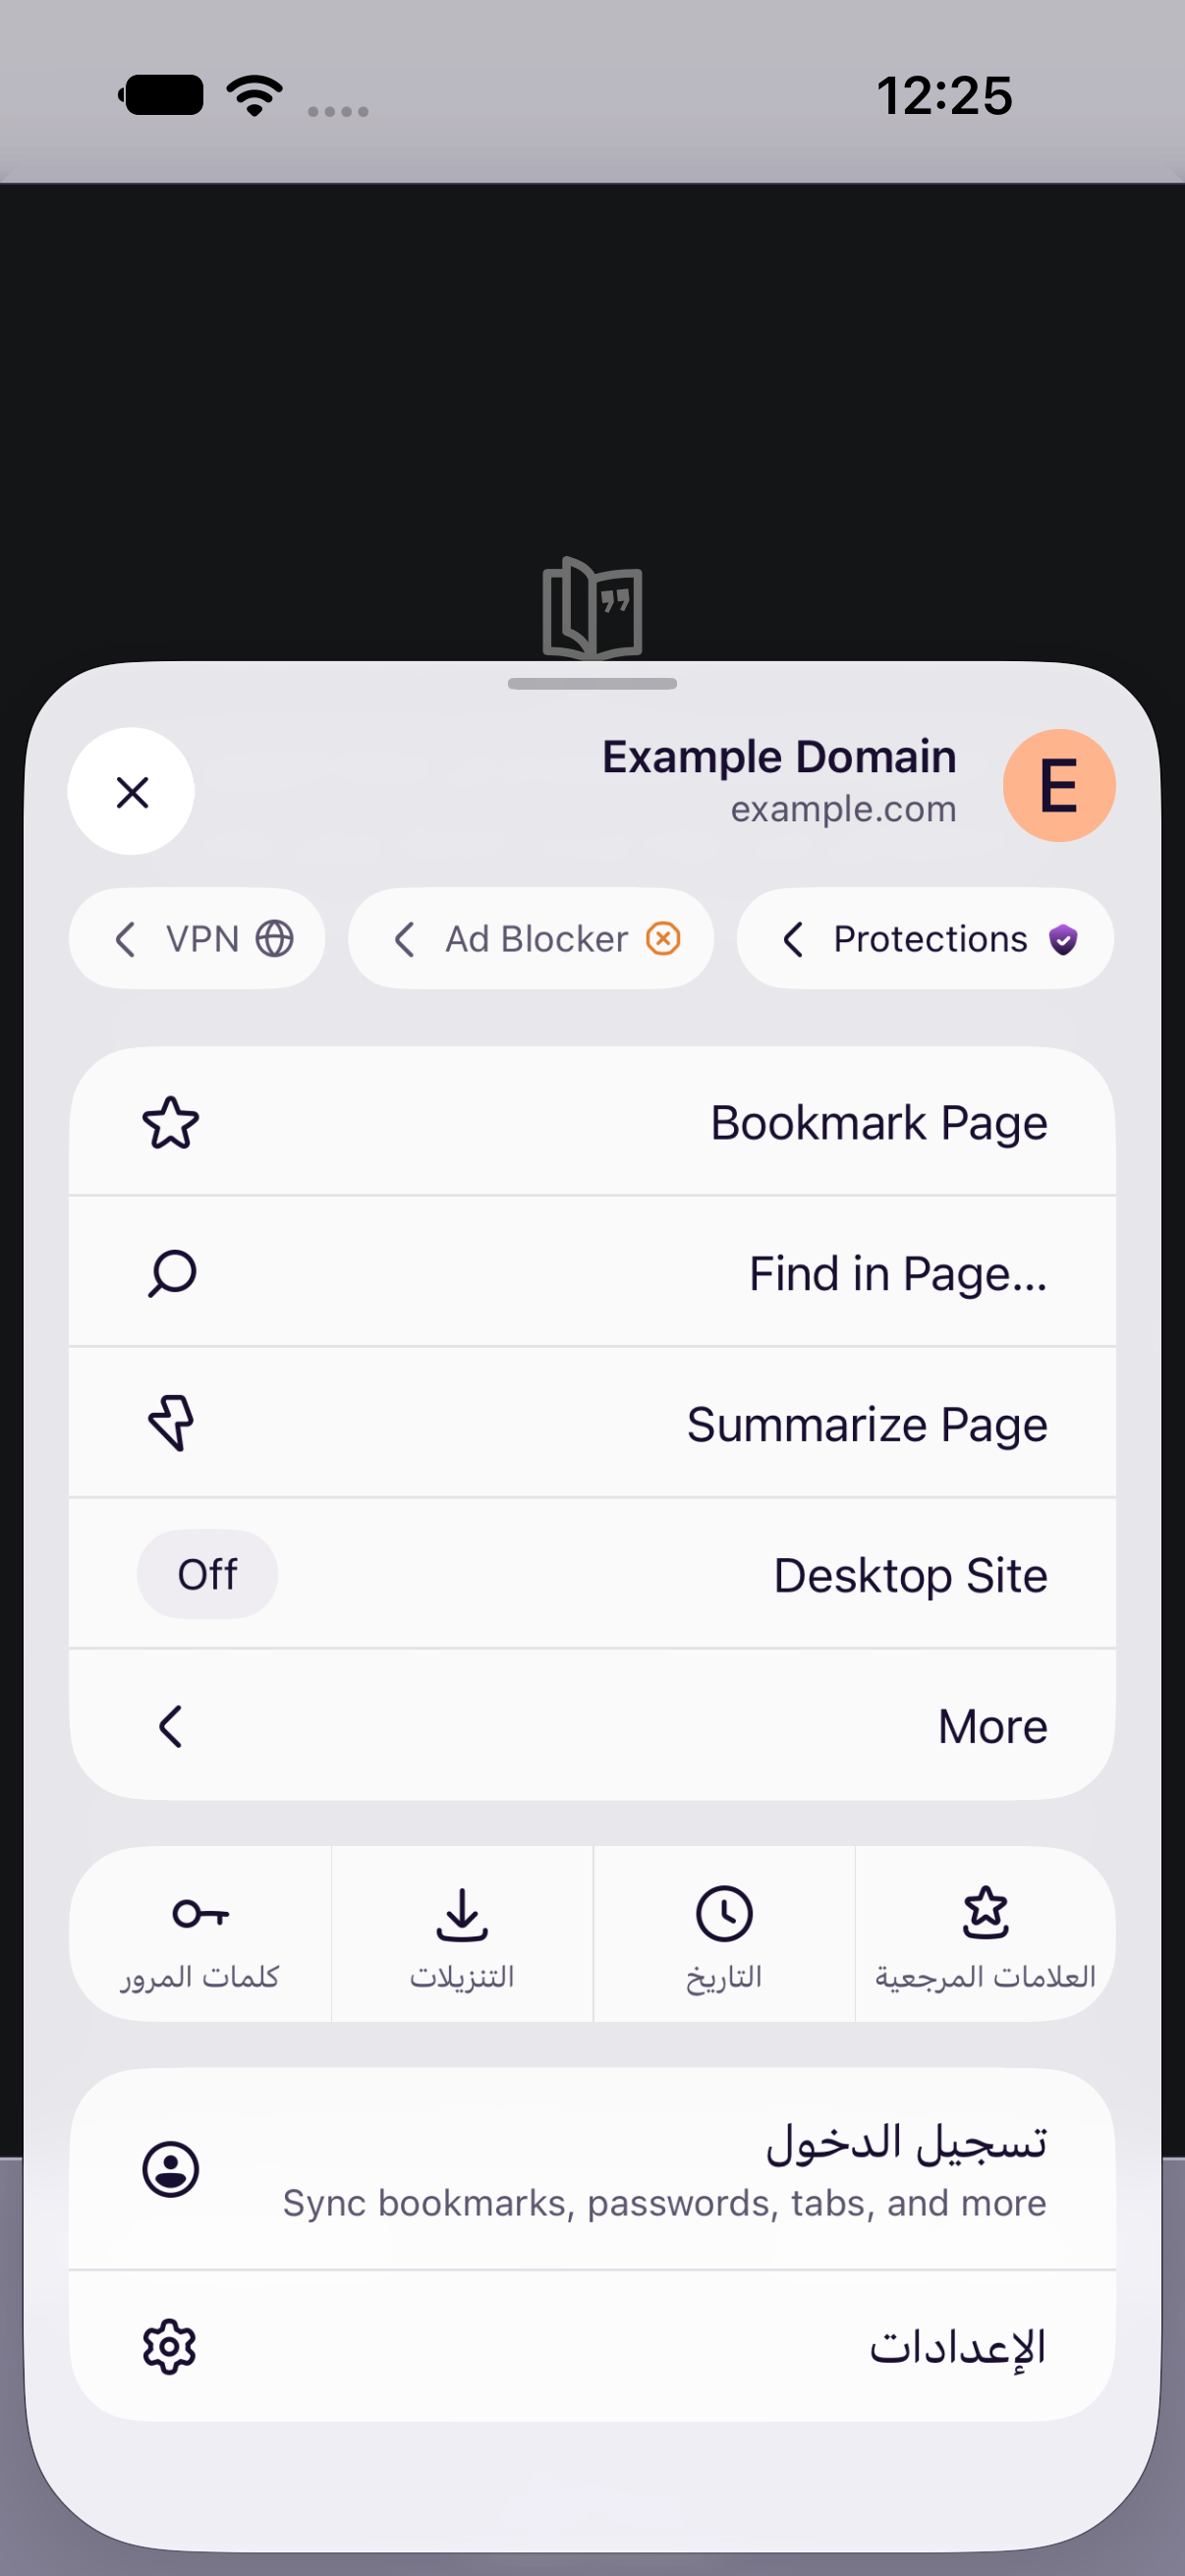 12:25
Example Domain
example.com
E
Protections
Ad Blocker
VPN
Bookmark Page
Find in Page...
Summarize Page
Desktop Site
Off
More
العلامات المرجعية
التاريخ
التنزيلات
كلمات المرور
تسجيل الدخول
Sync bookmarks, passwords, tabs, and more
الإعدادات